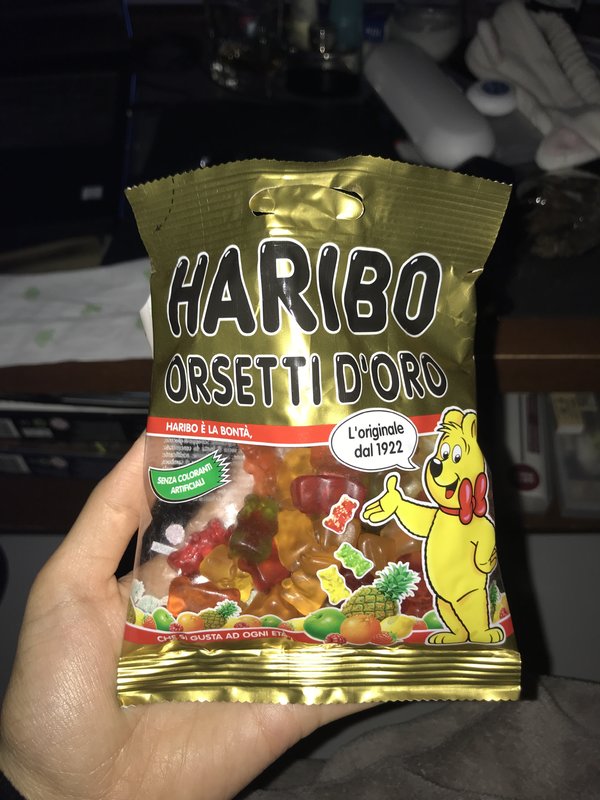 HARIBO
ORSETTI D'ORO
HARIBO È LA BONTÀ,
L'originale
dal 1922
SENZA COLORANTI
ARTIFICIALI
CHE SI GUSTA AD OGNI ETÀ